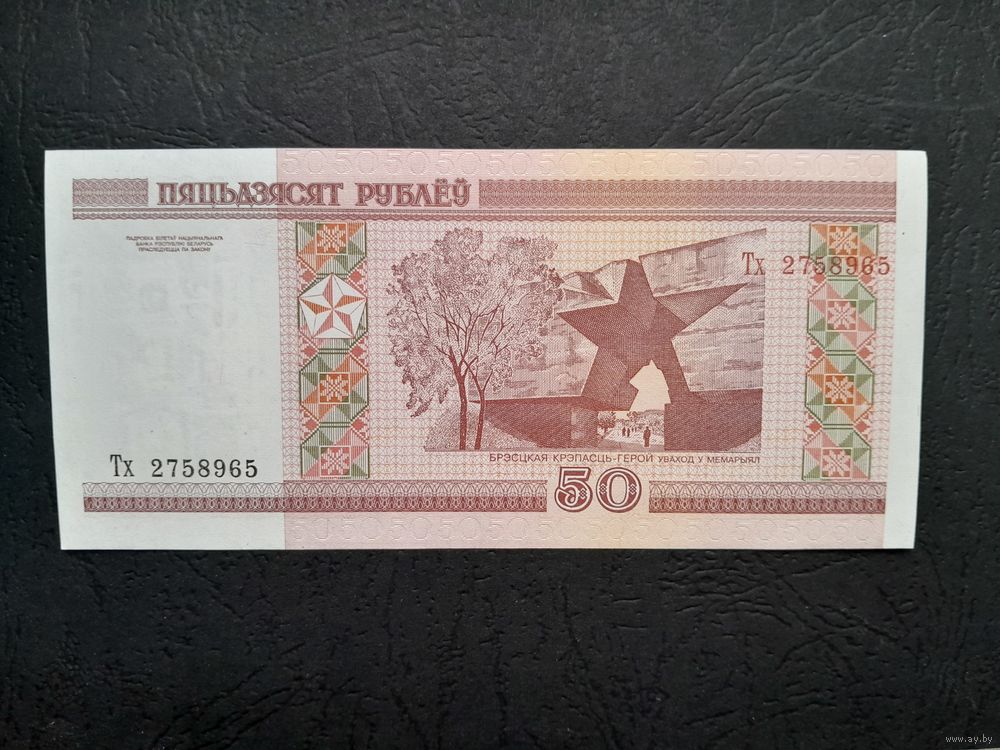 ПЯЦЬДЗЯСЯТ РУБЛЁЎ
ПАДРОБКА БІЛЕТАЎ НАЦЫЯНАЛЬНАГА
БАНКА РЭСПУБЛІКІ БЕЛАРУСЬ
ПРАСЛЕДУЕЦЦА ПА ЗАКОНУ
Тх 2758965
Тх 2758965
БРЭСЦКАЯ КРЭПАСЦЬ-ГЕРОЙ УВАХОД У МЕМАРЫЯЛ
50
www.ay.by